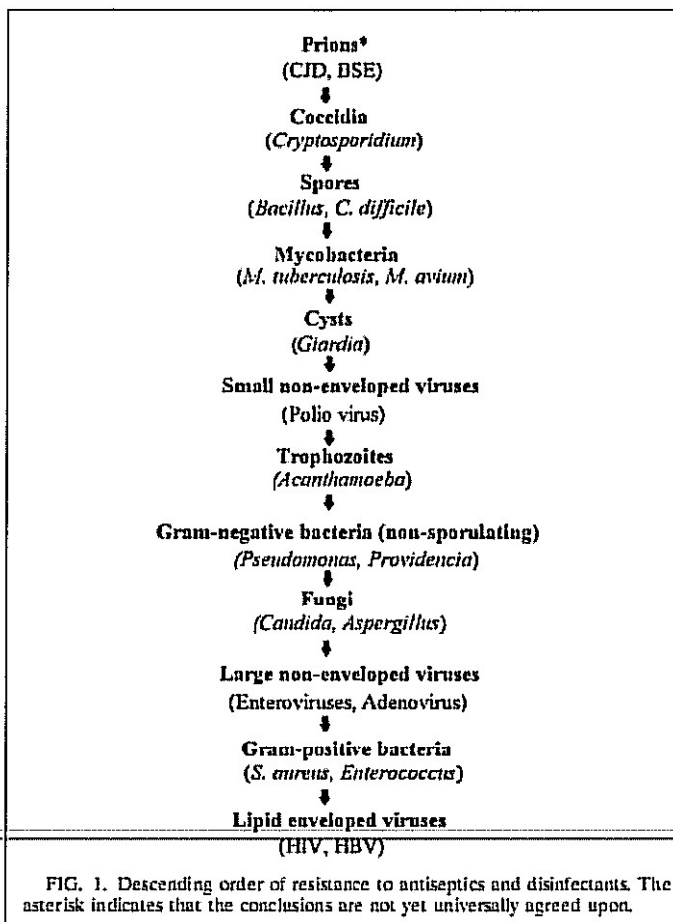 Prions*
(CJD, BSE)
Coccidia
(Cryptosporidium)
Spores
(Bacillus, C. difficile)
Mycobacteria
(M. tuberculosis, M. avium)
Cysts
(Giardia)
Small non-enveloped viruses
(Polio virus)
Trophozoites
(Acanthamoeba)
Gram-negative bacteria (non-sporulating)
(Pseudomonas, Providencia)
Fungi
(Candida, Aspergillus)
Large non-enveloped viruses
(Enteroviruses, Adenovirus)
Gram-positive bacteria
(S. aureus, Enterococcus)
Lipid enveloped viruses
(HIV, HBV)
FIG. 1. Descending order of resistance to antiseptics and disinfectants. The
asterisk indicates that the conclusions are not yet universally agreed upon.